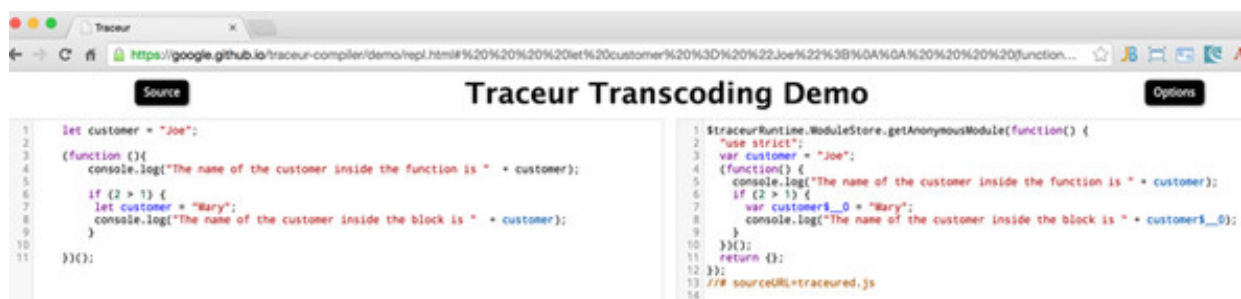 Traceur
https://google.github.io/traceur-compiler/demo/repl.html#%20%20%20%20let%20customer%20%3D%20%22Joe%22%3B%0A%0A%20%20%20%20(function...
Source
Traceur Transcoding Demo
Options
1 let customer = "Joe";
2
3 (function (){
4 console.log("The name of the customer inside the function is " + customer);
5
6 if (2 > 1) {
7 let customer = "Mary";
8 console.log("The name of the customer inside the block is " + customer);
9 }
10
11 })();
1 $traceurRuntime.ModuleStore.getAnonymousModule(function() {
2 "use strict";
3 var customer = "Joe";
4 (function() {
5 console.log("The name of the customer inside the function is " + customer);
6 if (2 > 1) {
7 var customer$__0 = "Mary";
8 console.log("The name of the customer inside the block is " + customer$__0);
9 }
10 })();
11 return {};
12 });
13 //# sourceURL=traceured.js
14